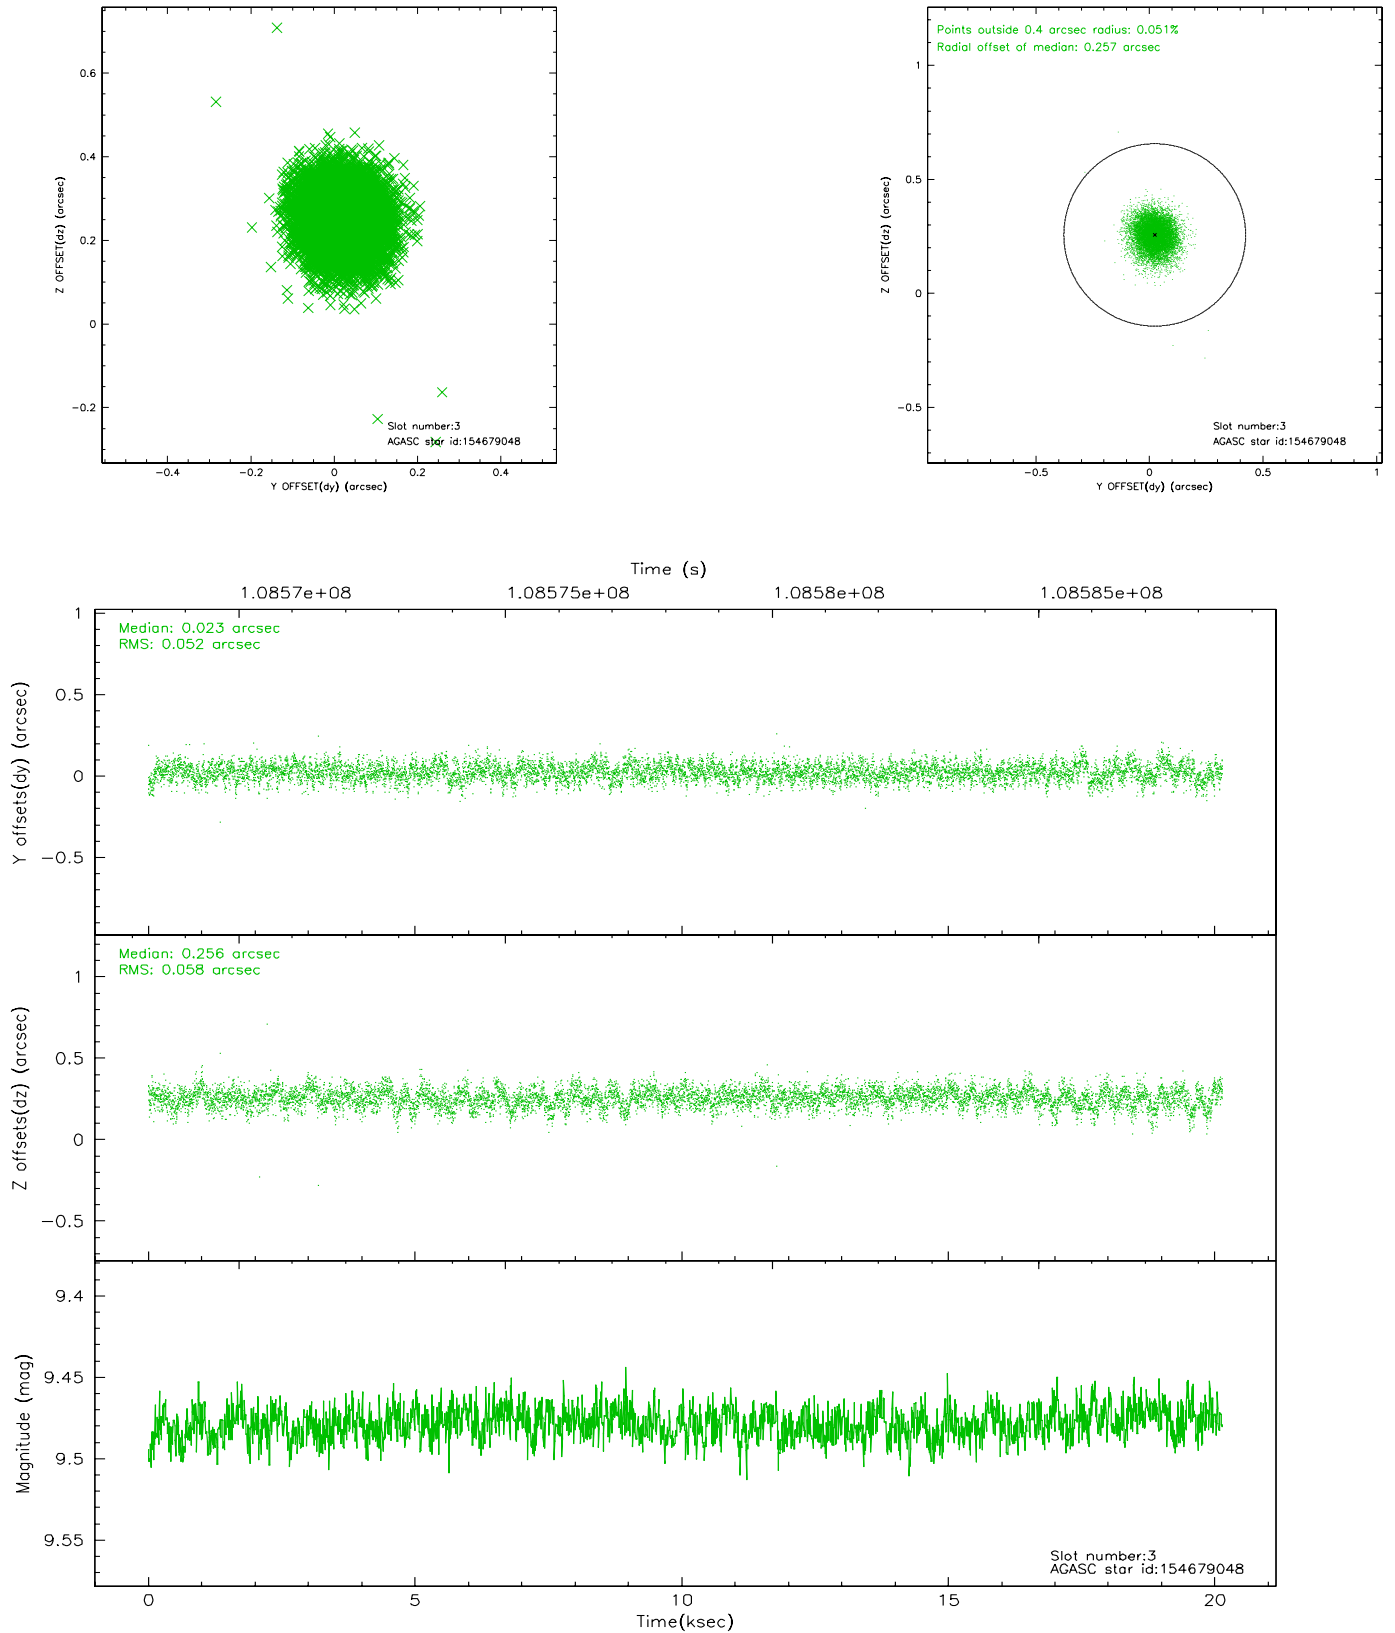 0.6
0.4
0.2
0
−0.2
Z OFFSET(dz) (arcsec)
Slot number:3
AGASC star id:154679048
−0.4 −0.2 0 0.2 0.4
Y OFFSET(dy) (arcsec)
Points outside 0.4 arcsec radius: 0.051%
Radial offset of median: 0.257 arcsec
1
0.5
0
−0.5
Z OFFSET(dz) (arcsec)
Slot number:3
AGASC star id:154679048
−0.5 0 0.5 1
Y OFFSET(dy) (arcsec)
Time (s)
1.0857e+08 1.08575e+08 1.0858e+08 1.08585e+08
Median: 0.023 arcsec
RMS: 0.052 arcsec
1
0.5
0
−0.5
Y offsets(dy) (arcsec)
Median: 0.256 arcsec
RMS: 0.058 arcsec
1
0.5
0
−0.5
Z offsets(dz) (arcsec)
9.4
9.45
9.5
9.55
Magnitude (mag)
Slot number:3
AGASC star id:154679048
0 5 10 15 20
Time(ksec)